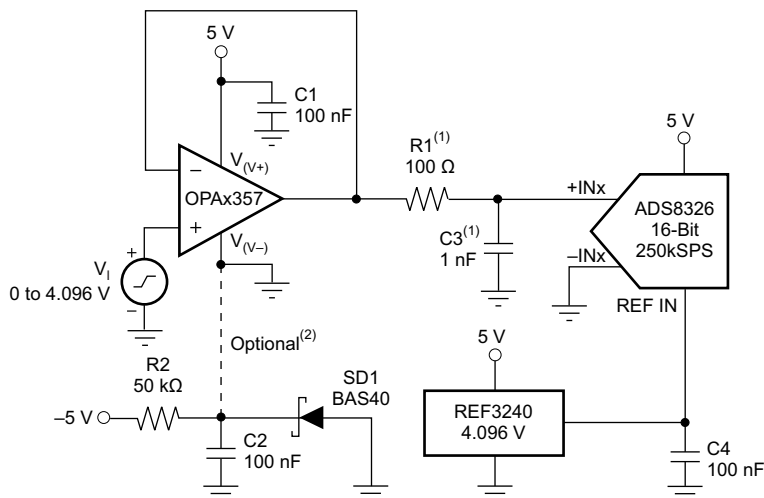 5 V
C1
100 nF
V(V+)
−
OPAx357
+
V(V–)
+
VI
0 to 4.096 V
−
R1(1)
100 Ω
C3(1)
1 nF
5 V
+INx
ADS8326
16-Bit
250kSPS
–INx
REF IN
Optional(2)
R2
50 kΩ
–5 V
C2
100 nF
SD1
BAS40
5 V
REF3240
4.096 V
C4
100 nF